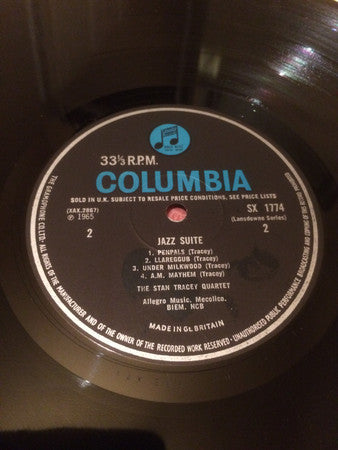 33⅓ R.P.M.
COLUMBIA
SOLD IN U.K. SUBJECT TO RESALE PRICE CONDITIONS, SEE PRICE LISTS
(XAX.2897)
℗ 1965
SX 1774
(Lansdowne Series)
2
2
JAZZ SUITE
1. PENPALS (Tracey)
2. LLAREGGUB (Tracey)
3. UNDER MILKWOOD (Tracey)
4. A.M. MAYHEM (Tracey)
THE STAN TRACEY QUARTET
Allegro Music, Mecolico,
BIEM, NCB
MADE IN GT. BRITAIN
THE GRAMOPHONE CO. LTD. ALL RIGHTS OF THE MANUFACTURER AND OF THE OWNER OF THE RECORDED WORK RESERVED UNAUTHORISED PUBLIC PERFORMANCE, BROADCASTING AND COPYING OF THIS RECORD PROHIBITED